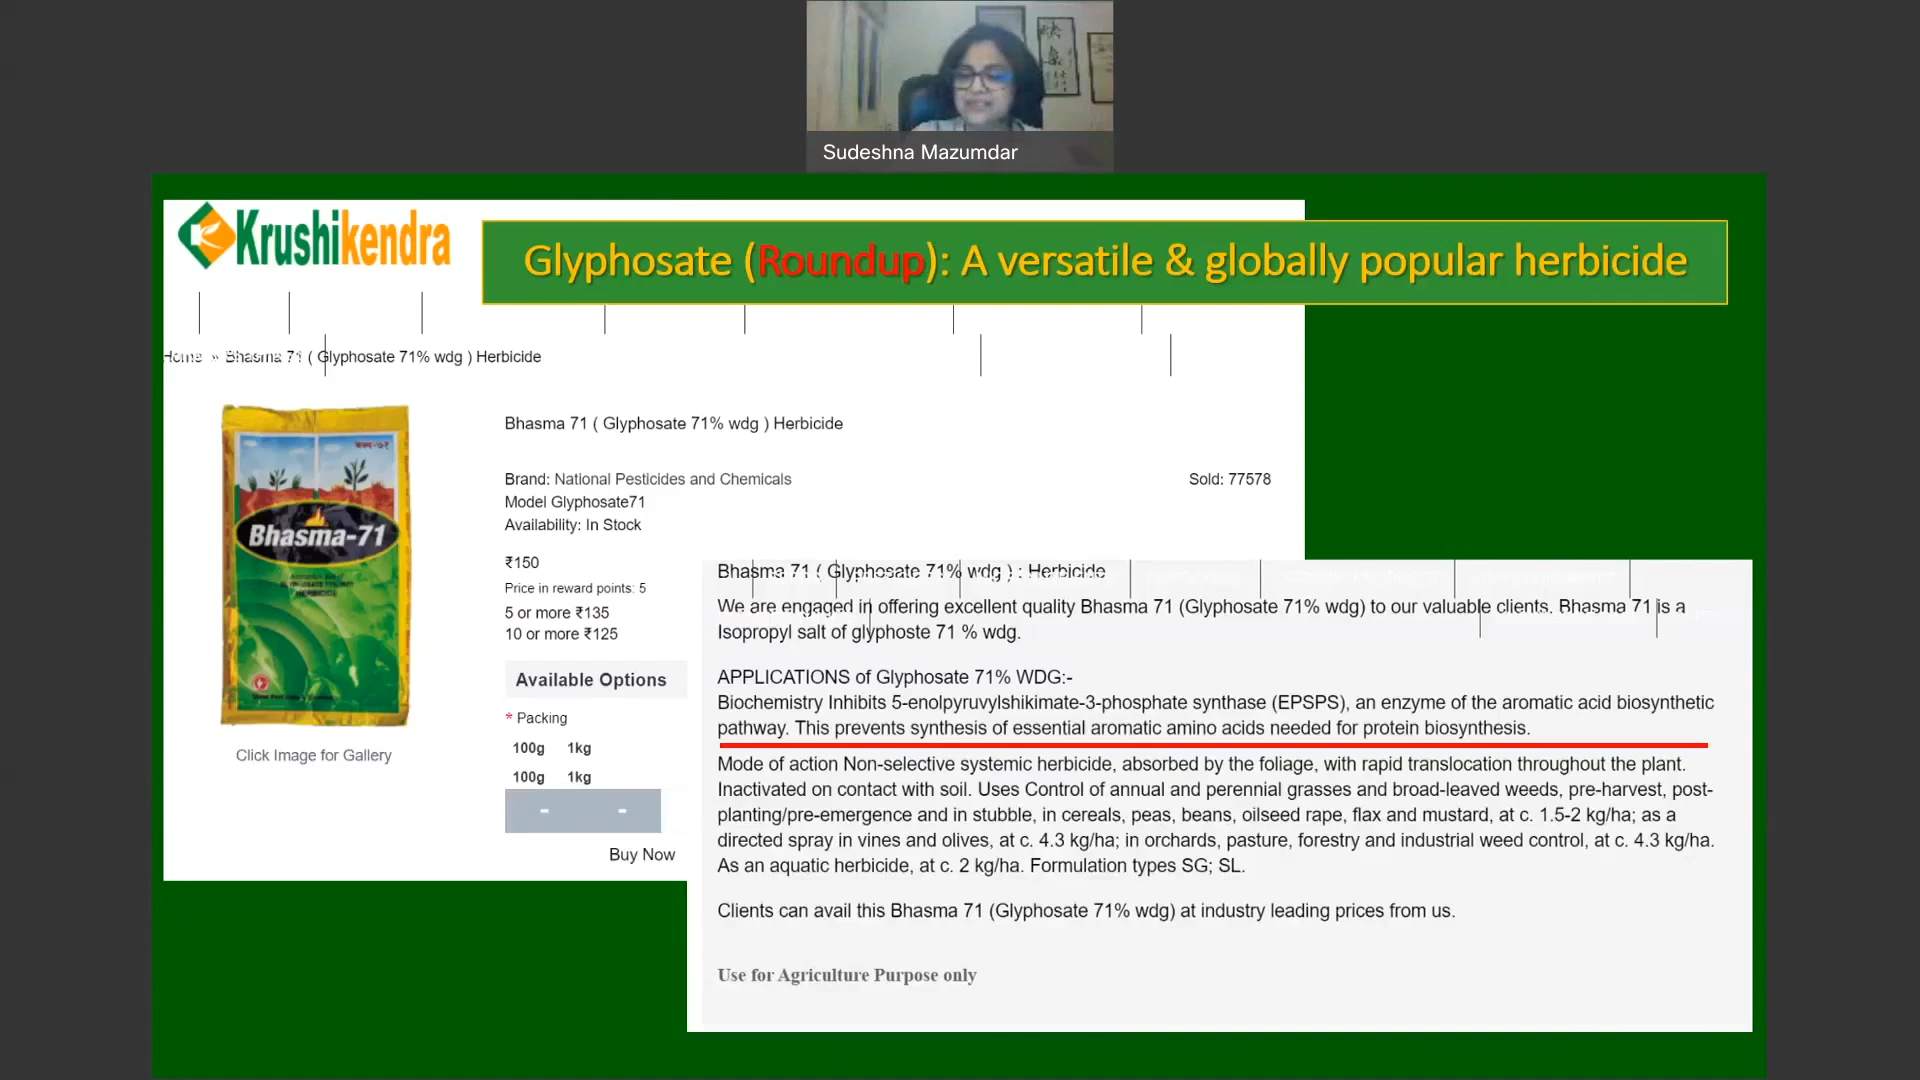 Sudeshna Mazumdar
Krushikendra
Glyphosate (Roundup): A versatile & globally popular herbicide
Home » Bhasma 71 ( Glyphosate 71% wdg ) Herbicide
Bhasma-71
Click Image for Gallery
Bhasma 71 ( Glyphosate 71% wdg ) Herbicide
Brand: National Pesticides and Chemicals
Sold: 77578
Model Glyphosate71
Availability: In Stock
₹150
Price in reward points: 5
5 or more ₹135
10 or more ₹125
Available Options
* Packing
100g 1kg
100g 1kg
- -
Buy Now
Bhasma 71 ( Glyphosate 71% wdg ) : Herbicide
We are engaged in offering excellent quality Bhasma 71 (Glyphosate 71% wdg) to our valuable clients. Bhasma 71 is a
Isopropyl salt of glyphoste 71 % wdg.
APPLICATIONS of Glyphosate 71% WDG:-
Biochemistry Inhibits 5-enolpyruvylshikimate-3-phosphate synthase (EPSPS), an enzyme of the aromatic acid biosynthetic
pathway. This prevents synthesis of essential aromatic amino acids needed for protein biosynthesis.
Mode of action Non-selective systemic herbicide, absorbed by the foliage, with rapid translocation throughout the plant.
Inactivated on contact with soil. Uses Control of annual and perennial grasses and broad-leaved weeds, pre-harvest, post-
planting/pre-emergence and in stubble, in cereals, peas, beans, oilseed rape, flax and mustard, at c. 1.5-2 kg/ha; as a
directed spray in vines and olives, at c. 4.3 kg/ha; in orchards, pasture, forestry and industrial weed control, at c. 4.3 kg/ha.
As an aquatic herbicide, at c. 2 kg/ha. Formulation types SG; SL.
Clients can avail this Bhasma 71 (Glyphosate 71% wdg) at industry leading prices from us.
Use for Agriculture Purpose only